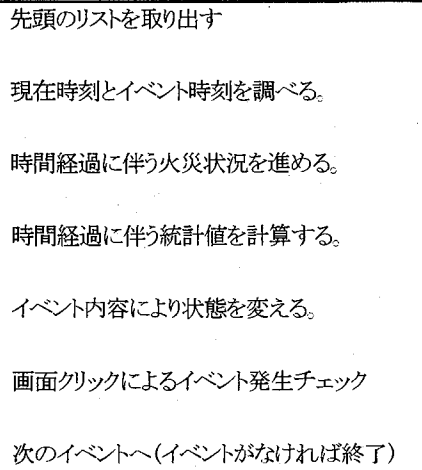 先頭のリストを取り出す
現在時刻とイベント時刻を調べる。
時間経過に伴う火災状況を進める。
時間経過に伴う統計値を計算する。
イベント内容により状態を変える。
画面クリックによるイベント発生チェック
次のイベントへ(イベントがなければ終了)